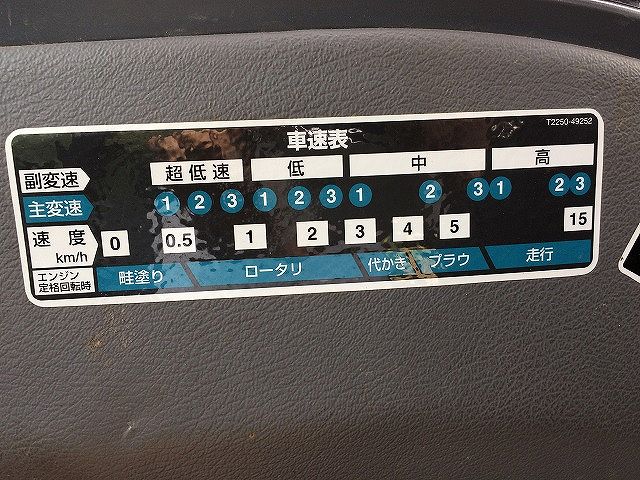 T2250-49252
車速表
副変速 超低速 低 中 高
主変速 1 2 3 1 2 3 1 2 3 1 2 3
速度 km/h 0 0.5 1 2 3 4 5 15
エンジン定格回転時 畦塗り ロータリ 代かき プラウ 走行